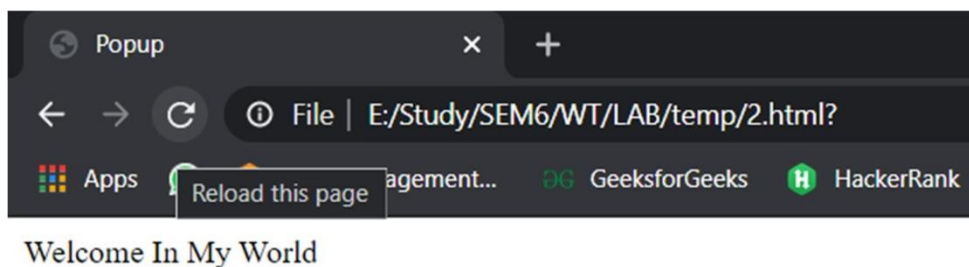 Popup
File | E:/Study/SEM6/WT/LAB/temp/2.html?
Apps agement... GeeksforGeeks HackerRank
Reload this page
Welcome In My World